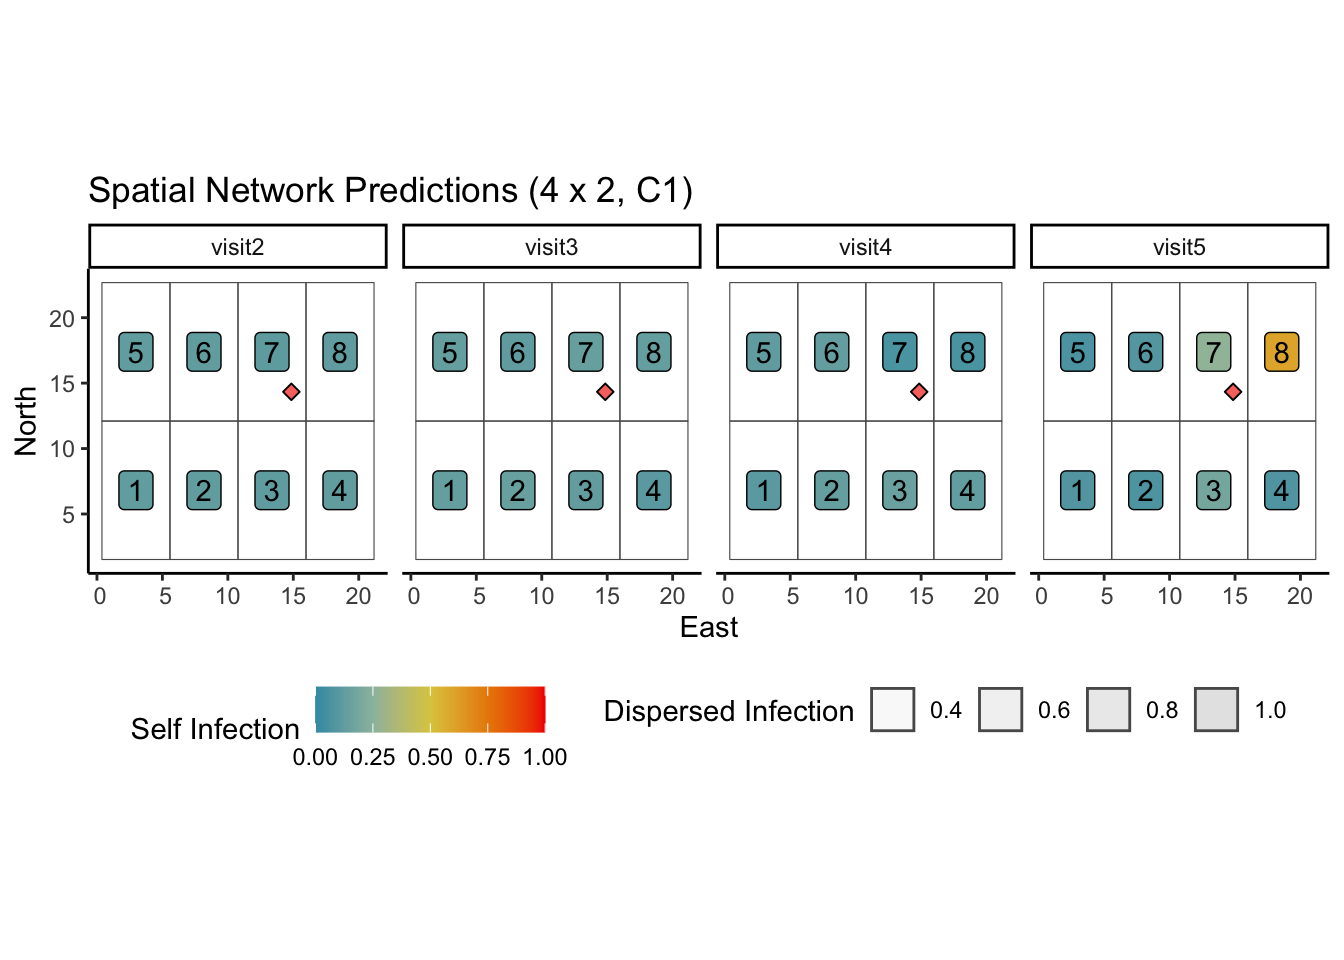 Spatial Network Predictions (4 x 2, C1)
visit2 visit3 visit4 visit5
North
20
15
10
5
5 6 7 8 5 6 7 8 5 6 7 8 5 6 7 8
1 2 3 4 1 2 3 4 1 2 3 4 1 2 3 4
0 5 10 15 20 0 5 10 15 20 0 5 10 15 20 0 5 10 15 20
East
Self Infection
0.00 0.25 0.50 0.75 1.00
Dispersed Infection 0.4 0.6 0.8 1.0